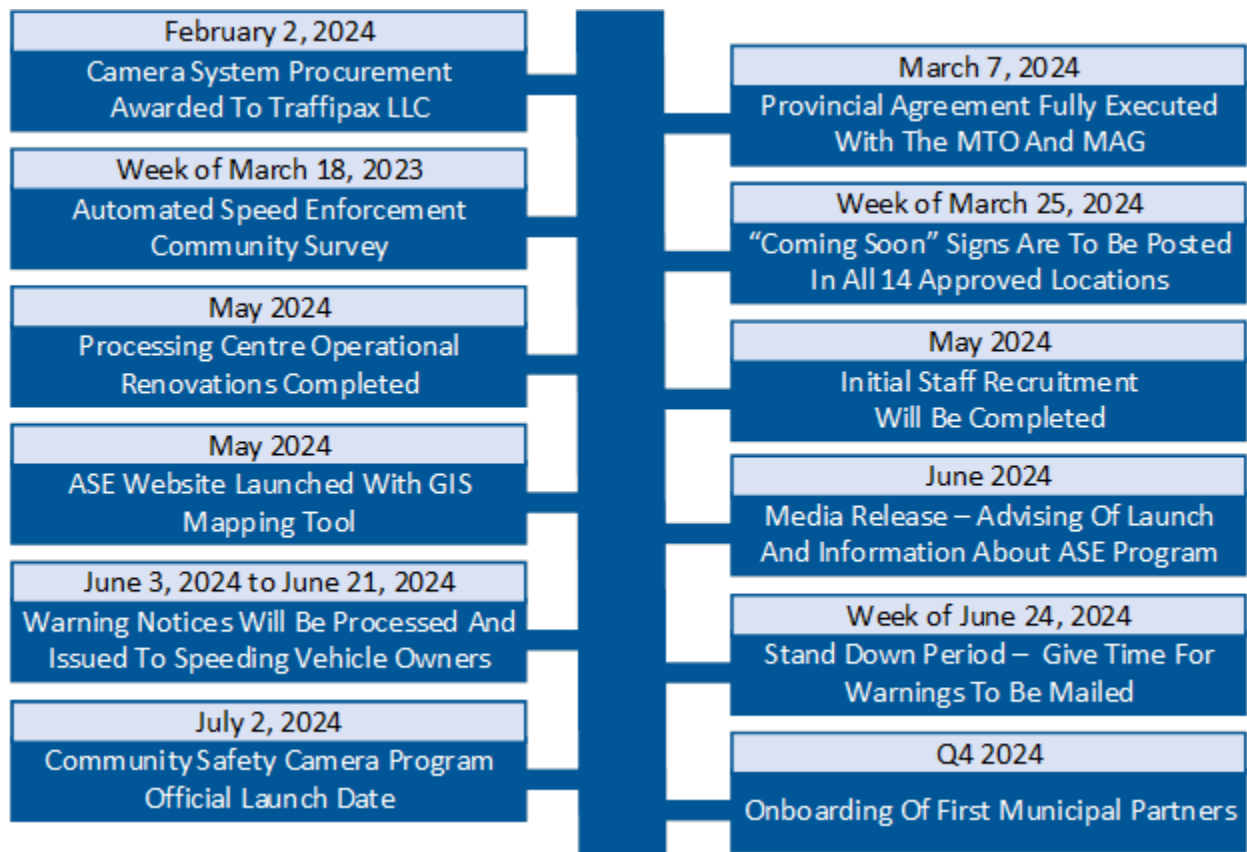 February 2, 2024
Camera System Procurement
Awarded To Traffipax LLC
March 7, 2024
Provincial Agreement Fully Executed
With The MTO And MAG
Week of March 18, 2023
Automated Speed Enforcement
Community Survey
Week of March 25, 2024
“Coming Soon” Signs Are To Be Posted
In All 14 Approved Locations
May 2024
Processing Centre Operational
Renovations Completed
May 2024
Initial Staff Recruitment
Will Be Completed
May 2024
ASE Website Launched With GIS
Mapping Tool
June 2024
Media Release – Advising Of Launch
And Information About ASE Program
June 3, 2024 to June 21, 2024
Warning Notices Will Be Processed And
Issued To Speeding Vehicle Owners
Week of June 24, 2024
Stand Down Period – Give Time For
Warnings To Be Mailed
July 2, 2024
Community Safety Camera Program
Official Launch Date
Q4 2024
Onboarding Of First Municipal Partners